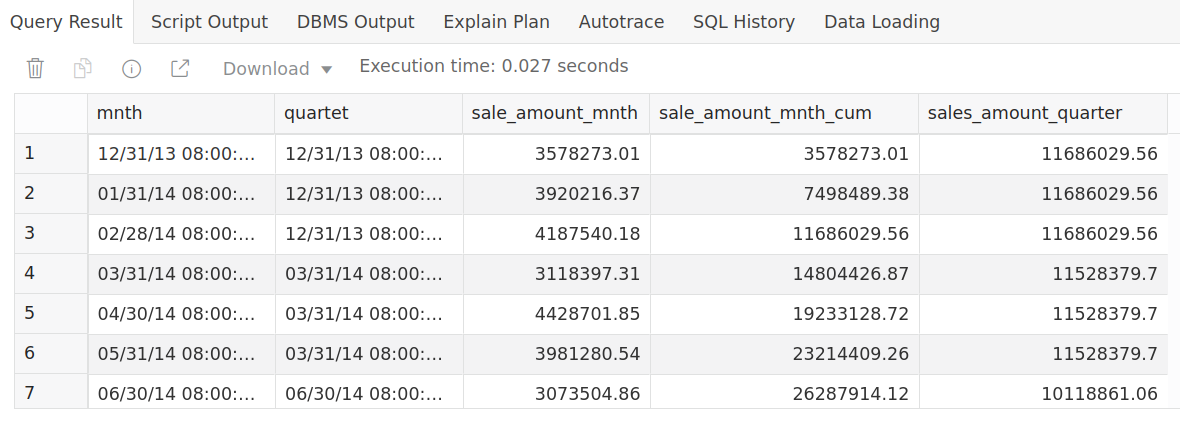 Query Result Script Output DBMS Output Explain Plan Autotrace SQL History Data Loading
Download Execution time: 0.027 seconds
mnth quartet sale_amount_mnth sale_amount_mnth_cum sales_amount_quarter
1 12/31/13 08:00:... 12/31/13 08:00:... 3578273.01 3578273.01 11686029.56
2 01/31/14 08:00:... 12/31/13 08:00:... 3920216.37 7498489.38 11686029.56
3 02/28/14 08:00:... 12/31/13 08:00:... 4187540.18 11686029.56 11686029.56
4 03/31/14 08:00:... 03/31/14 08:00:... 3118397.31 14804426.87 11528379.7
5 04/30/14 08:00:... 03/31/14 08:00:... 4428701.85 19233128.72 11528379.7
6 05/31/14 08:00:... 03/31/14 08:00:... 3981280.54 23214409.26 11528379.7
7 06/30/14 08:00:... 06/30/14 08:00:... 3073504.86 26287914.12 10118861.06